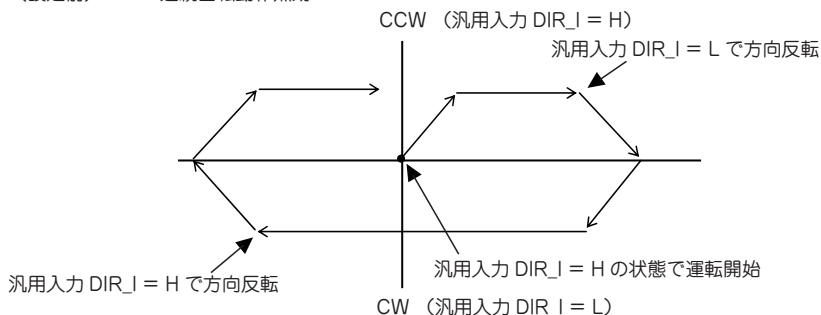 CCW （汎用入力 DIR_I = H）
汎用入力 DIR_I = L で方向反転
汎用入力 DIR_I = H の状態で運転開始
汎用入力 DIR_I = H で方向反転
CW （汎用入力 DIR_I = L）